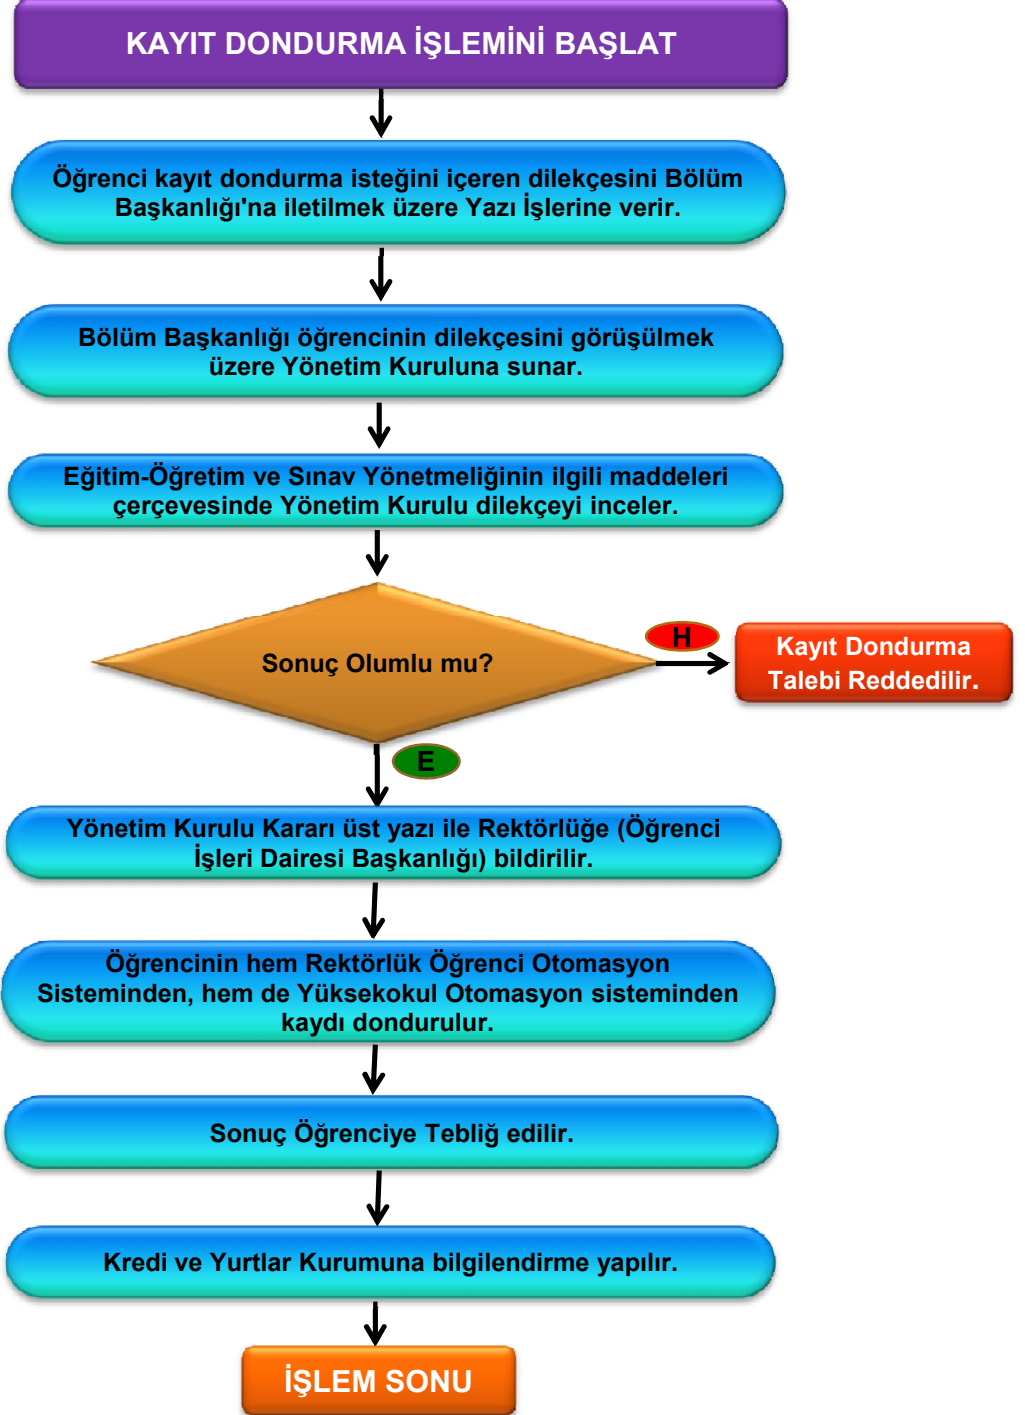 KAYIT DONDURMA İŞLEMİNİ BAŞLAT
Öğrenci kayıt dondurma isteğini içeren dilekçesini Bölüm
Başkanlığı'na iletilmek üzere Yazı İşlerine verir.
Bölüm Başkanlığı öğrencinin dilekçesini görüşülmek
üzere Yönetim Kuruluna sunar.
Eğitim-Öğretim ve Sınav Yönetmeliğinin ilgili maddeleri
çerçevesinde Yönetim Kurulu dilekçeyi inceler.
Sonuç Olumlu mu?
H
Kayıt Dondurma
Talebi Reddedilir.
E
Yönetim Kurulu Kararı üst yazı ile Rektörlüğe (Öğrenci
İşleri Dairesi Başkanlığı) bildirilir.
Öğrencinin hem Rektörlük Öğrenci Otomasyon
Sisteminden, hem de Yüksekokul Otomasyon sisteminden
kaydı dondurulur.
Sonuç Öğrenciye Tebliğ edilir.
Kredi ve Yurtlar Kurumuna bilgilendirme yapılır.
İŞLEM SONU